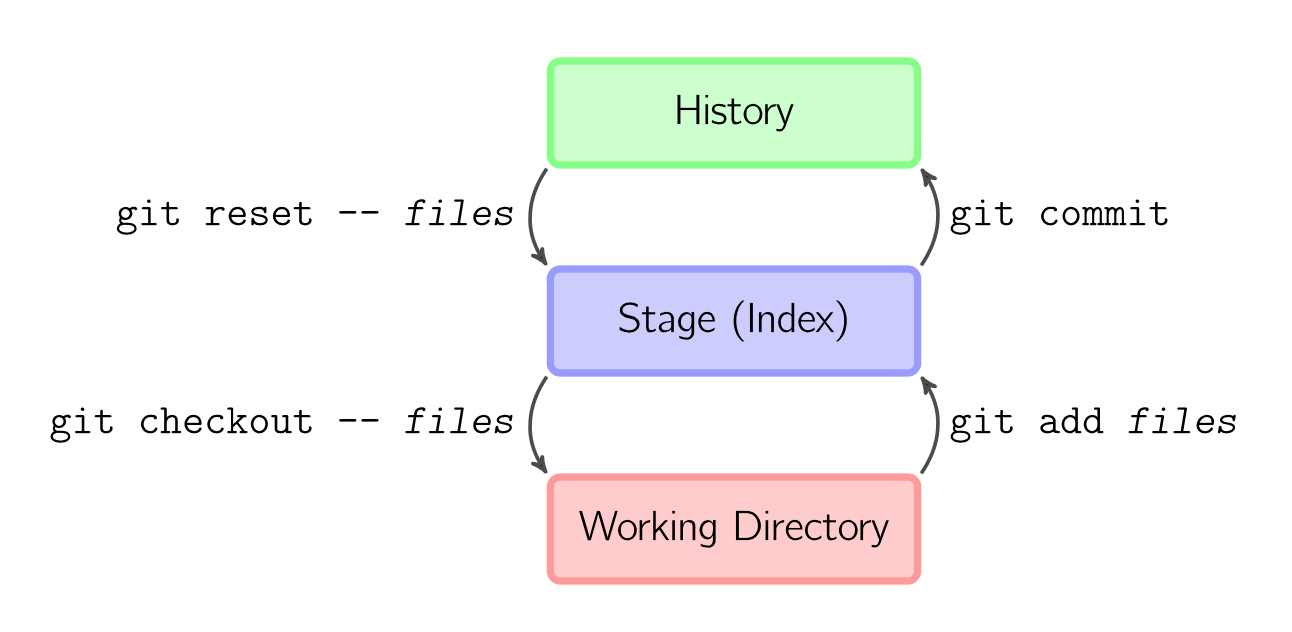 History
git reset -- files
git commit
Stage (Index)
git checkout -- files
git add files
Working Directory